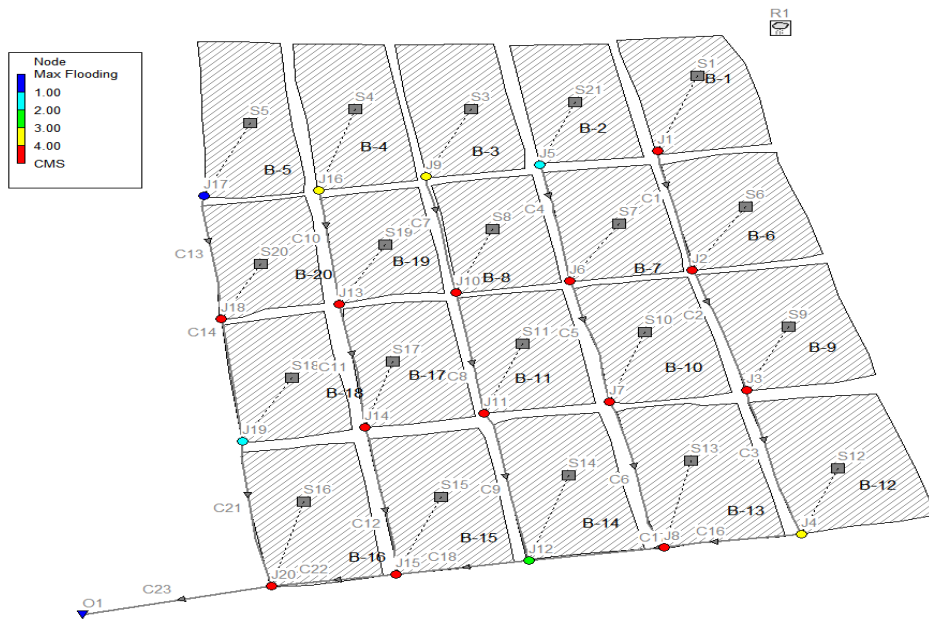 R1
Node
Max Flooding
1.00
2.00
3.00
4.00
CMS
S1
B-1
S21
B-2
S3
B-3
S4
B-4
S5
B-5
J1
J5
J9
J16
J17
S6
B-6
S7
B-7
C1
C4
S8
B-8
C7
S19
B-19
C10
S20
B-20
C13
J2
J6
J10
J13
J18
C14
C2
S9
B-9
S10
B-10
C5
S11
B-11
C8
S17
B-17
C11
S18
B-18
J3
J7
J11
J14
J19
C3
S12
B-12
S13
B-13
C6
S14
B-14
C9
S15
B-15
C12
S16
B-16
C21
J4
C16
J8
C17
J12
C18
J15
C22
J20
C23
O1